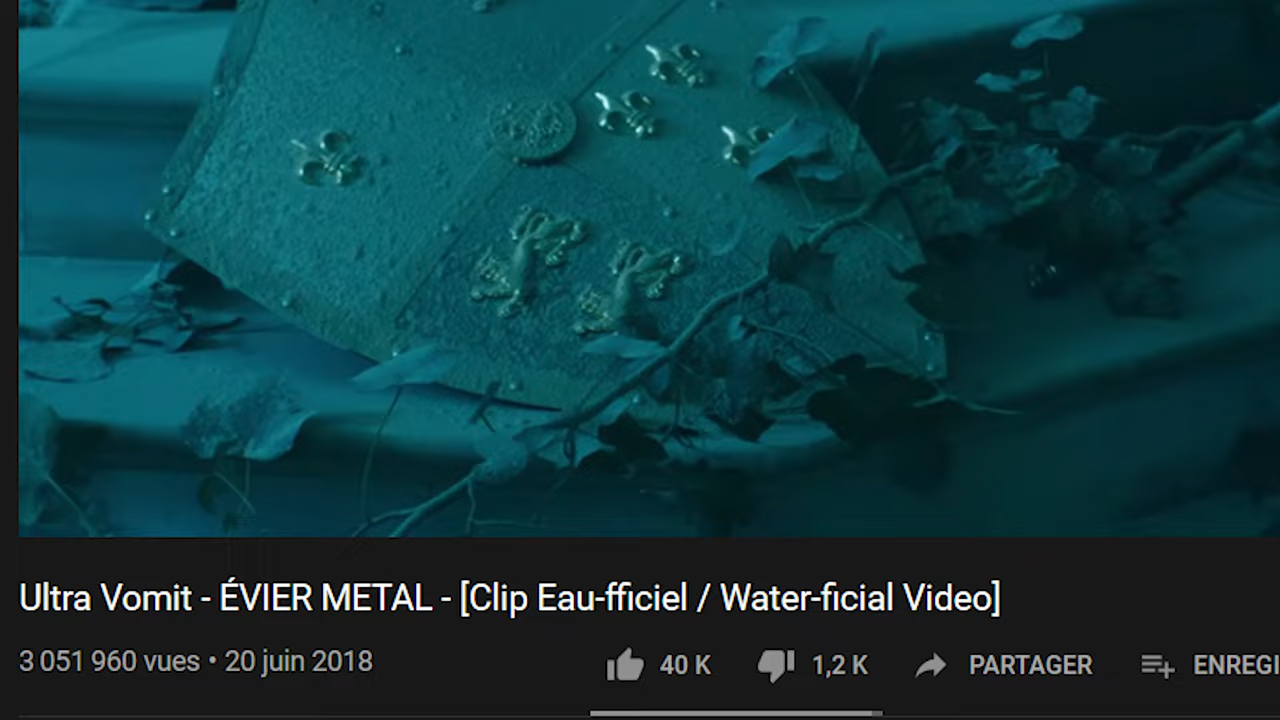 Ultra Vomit - ÉVIER METAL - [Clip Eau-fficiel / Water-ficial Video]
3 051 960 vues • 20 juin 2018 40 K 1,2 K PARTAGER ENREGI